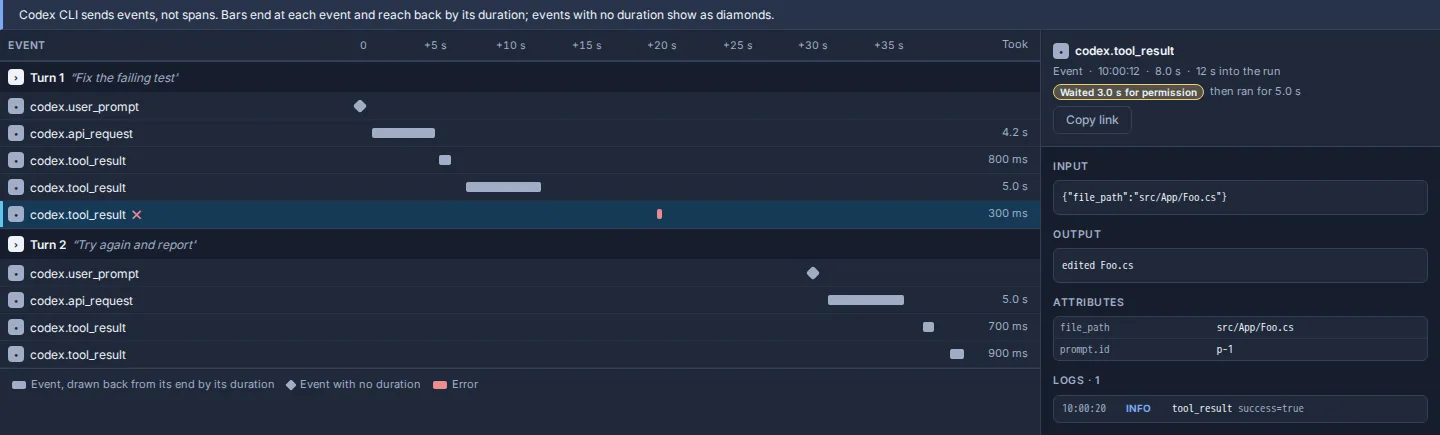 Codex CLI sends events, not spans. Bars end at each event and reach back by its duration; events with no duration show as diamonds.
EVENT 0 +5 s +10 s +15 s +20 s +25 s +30 s +35 s Took
Turn 1 "Fix the failing test"
codex.user_prompt
codex.api_request 4.2 s
codex.tool_result 800 ms
codex.tool_result 5.0 s
codex.tool_result 300 ms
Turn 2 "Try again and report"
codex.user_prompt
codex.api_request 5.0 s
codex.tool_result 700 ms
codex.tool_result 900 ms
Event, drawn back from its end by its duration Event with no duration Error
codex.tool_result
Event · 10:00:12 · 8.0 s · 12 s into the run
Waited 3.0 s for permission then ran for 5.0 s
Copy link
INPUT
{"file_path":"src/App/Foo.cs"}
OUTPUT
edited Foo.cs
ATTRIBUTES
file_path src/App/Foo.cs
prompt.id p-1
LOGS · 1
10:00:20 INFO tool_result success=true